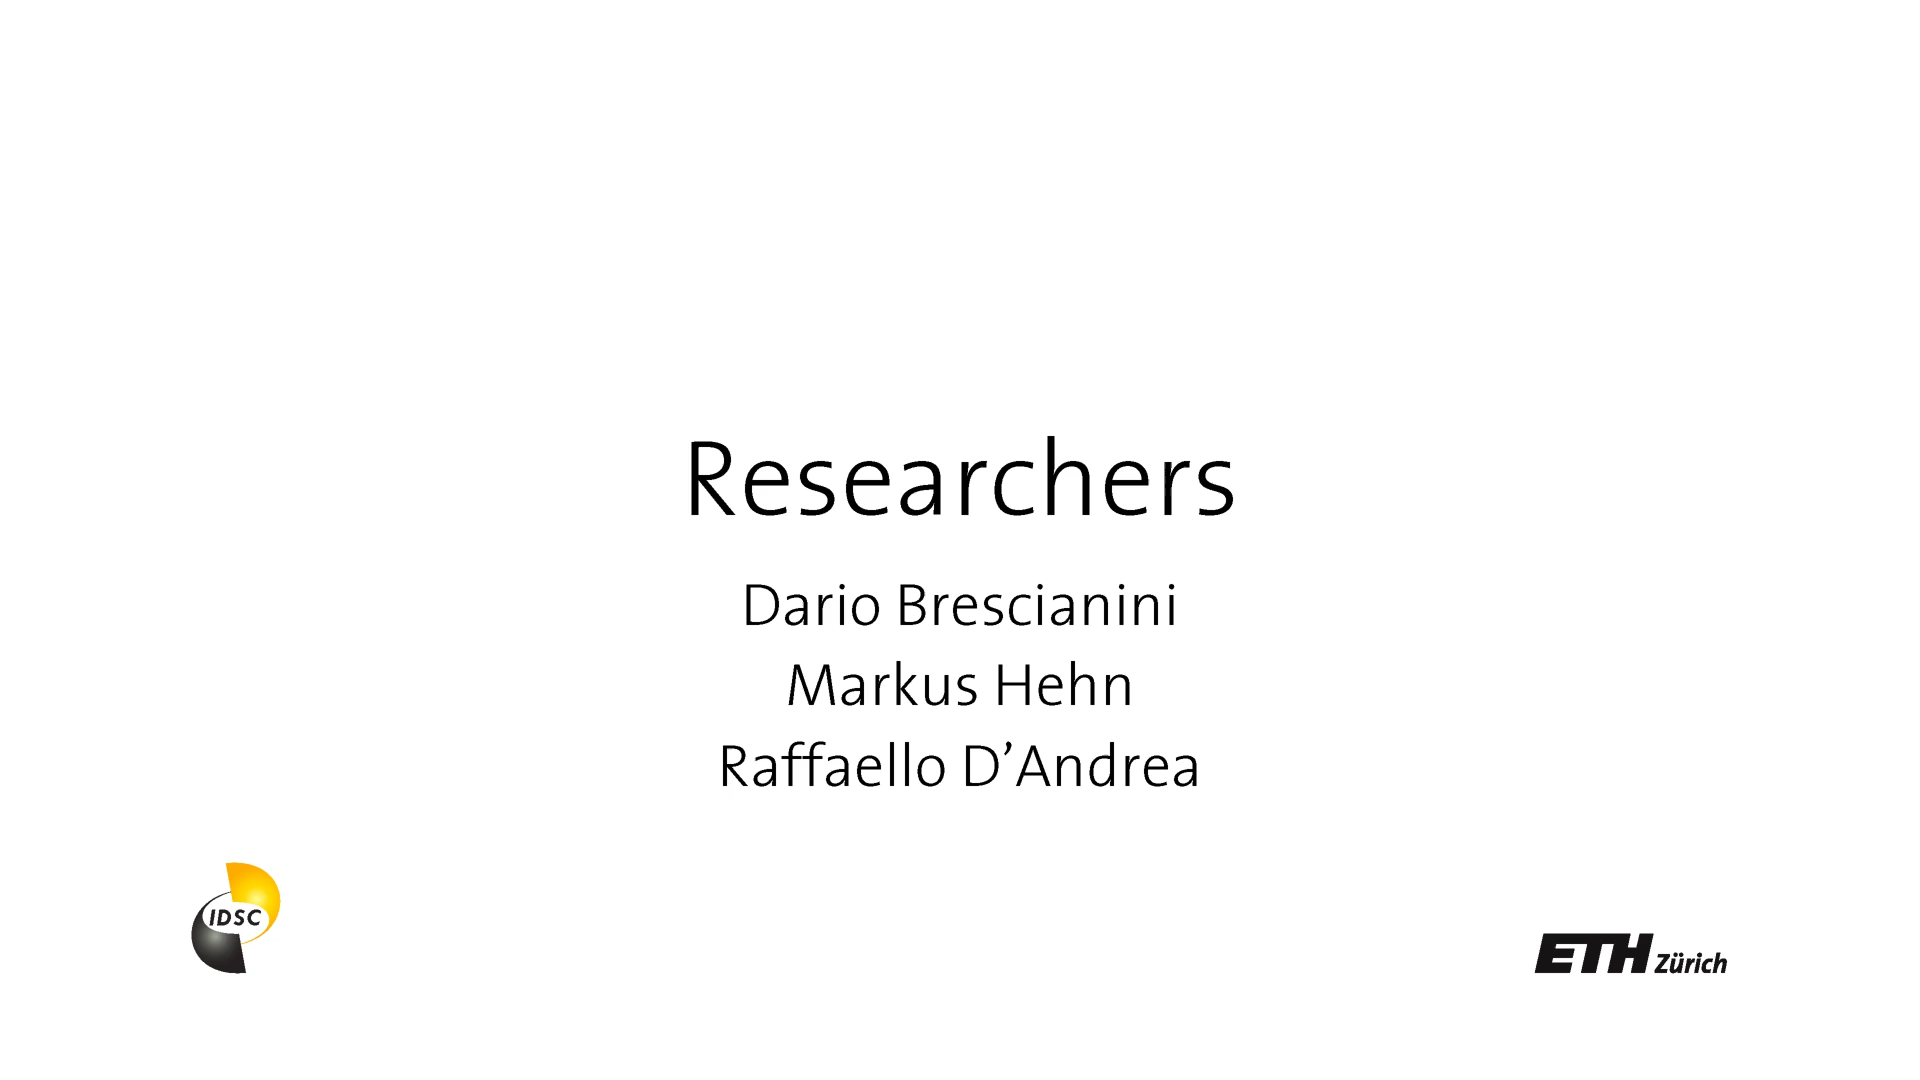 Researchers
Dario Brescianini
Markus Hehn
Raffaello D’Andrea
IDSC
ETH Zürich